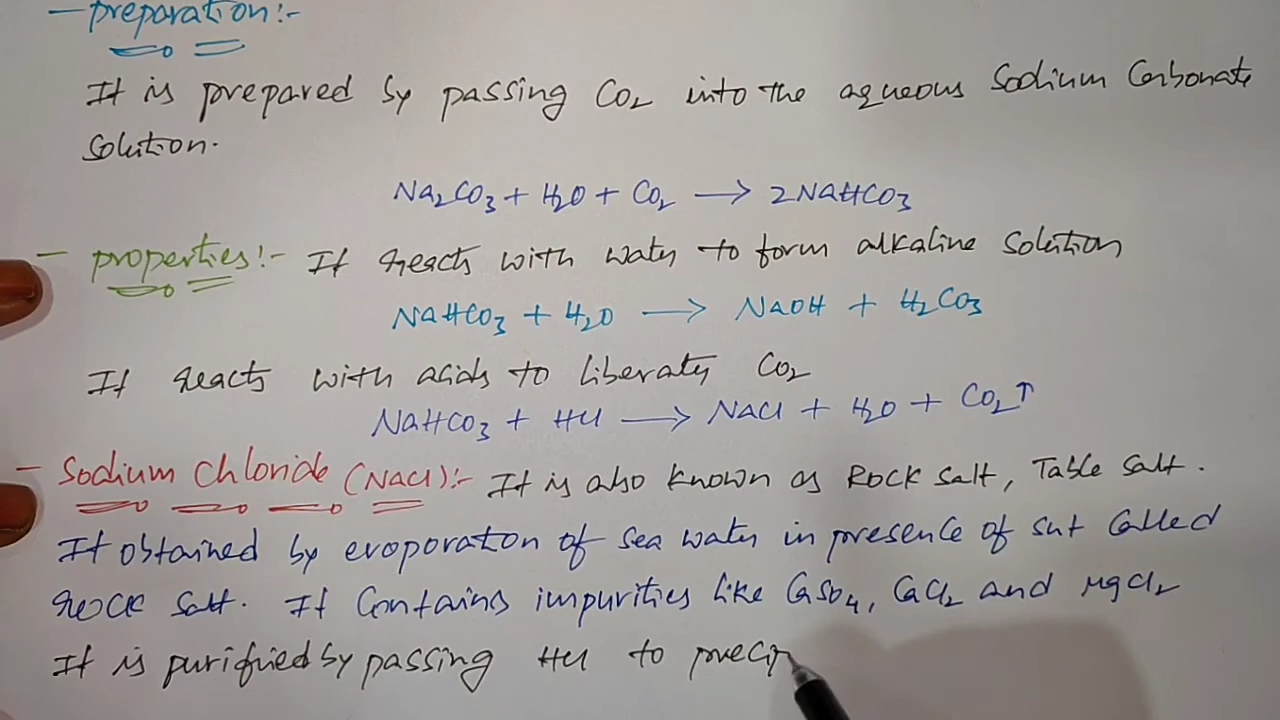 - preparation:-
It is prepared by passing CO₂ into the aqueous Sodium Carbonate
Solution.
Na₂CO₃ + H₂O + CO₂ → 2NaHCO₃
- properties:- It reacts with water to form alkaline solution
NaHCO₃ + H₂O → NaOH + H₂CO₃
It reacts with acids to liberate CO₂
NaHCO₃ + HCl → NaCl + H₂O + CO₂↑
- Sodium Chloride (NaCl):- It is also known as Rock salt, Table salt.
It obtained by evoporation of sea water in presence of sut called
rock salt. It contains impurities like CaSO₄, CaCl₂ and MgCl₂
It is purified by passing HCl to precip